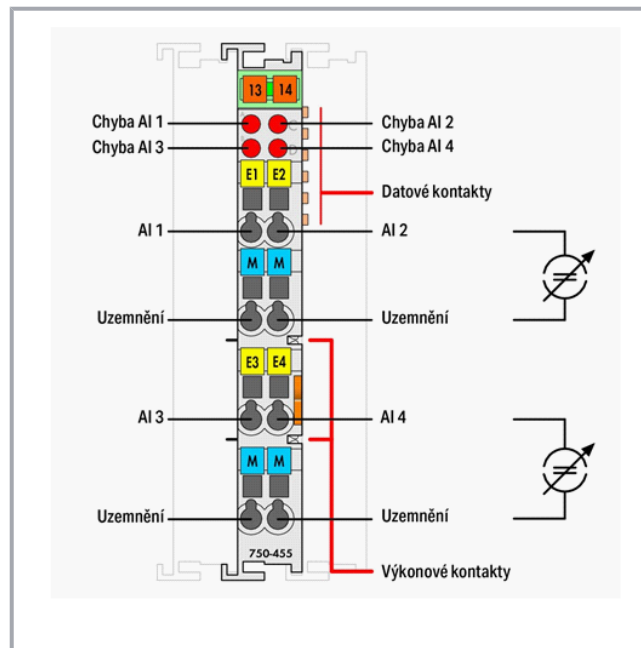 13 14
Chyba AI 1
Chyba AI 2
C
Chyba AI 3
Chyba AI 4
D
E1 E2
Datové kontakty
AI 1
AI 2
M M
Uzemnění
Uzemnění
E3 E4
AI 3
AI 4
M M
Uzemnění
Uzemnění
750-455
Výkonové kontakty